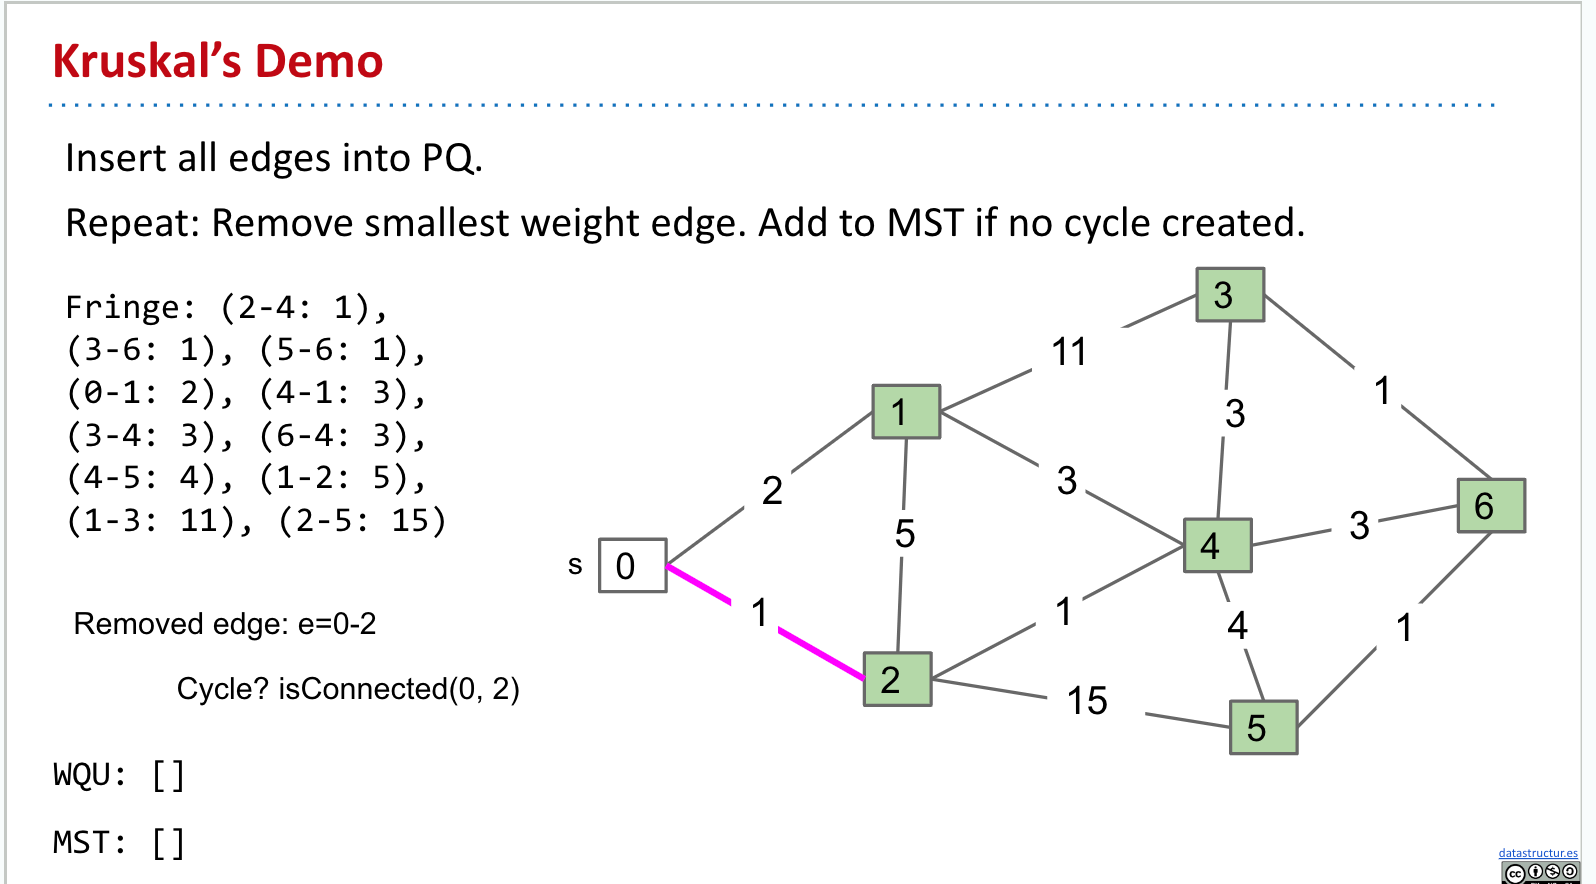 Kruskal's Demo
Insert all edges into PQ.
Repeat: Remove smallest weight edge. Add to MST if no cycle created.
Fringe: (2-4: 1),
(3-6: 1), (5-6: 1),
(0-1: 2), (4-1: 3),
(3-4: 3), (6-4: 3),
(4-5: 4), (1-2: 5),
(1-3: 11), (2-5: 15)
Removed edge: e=0-2
Cycle? isConnected(0, 2)
WQU: []
MST: []
3
11
1
1
3
2
3
6
5
4
3
s
0
1
1
4
1
2
15
5
datastructur.es
cc